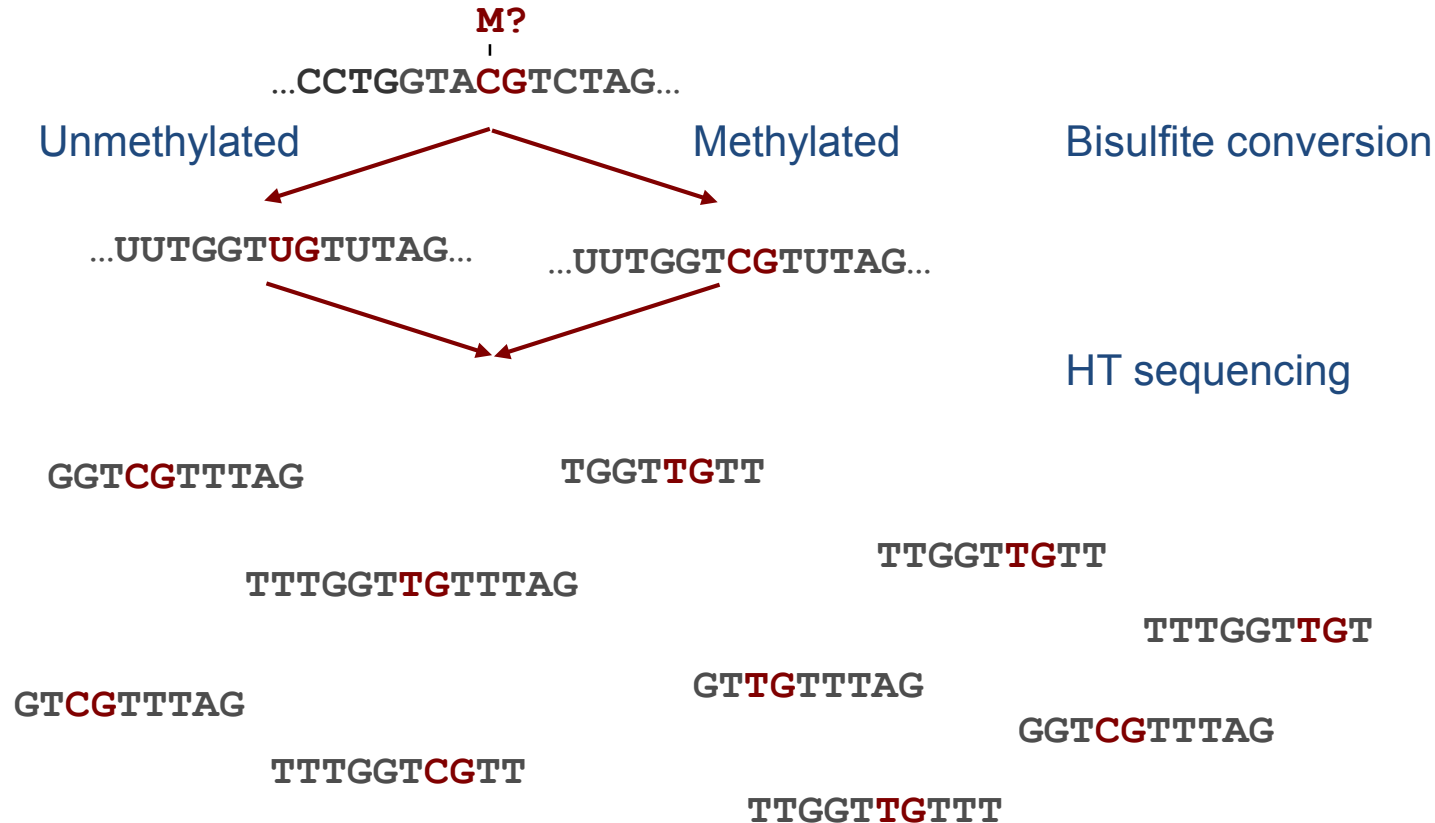 M?
...CCTGGTACGTCTAG...
Unmethylated
Methylated
Bisulfite conversion
...UUTGGTUGTUTAG...
...UUTGGTCGTUTAG...
HT sequencing
GGTCGTTTAG
TGGTTGTT
TTGGTTGTT
TTTGGTTGTTTAG
TTTGGTTGT
GTTGTTTAG
GTCGTTTAG
GGTCGTTTAG
TTTGGTCGTT
TTGGTTGTTT